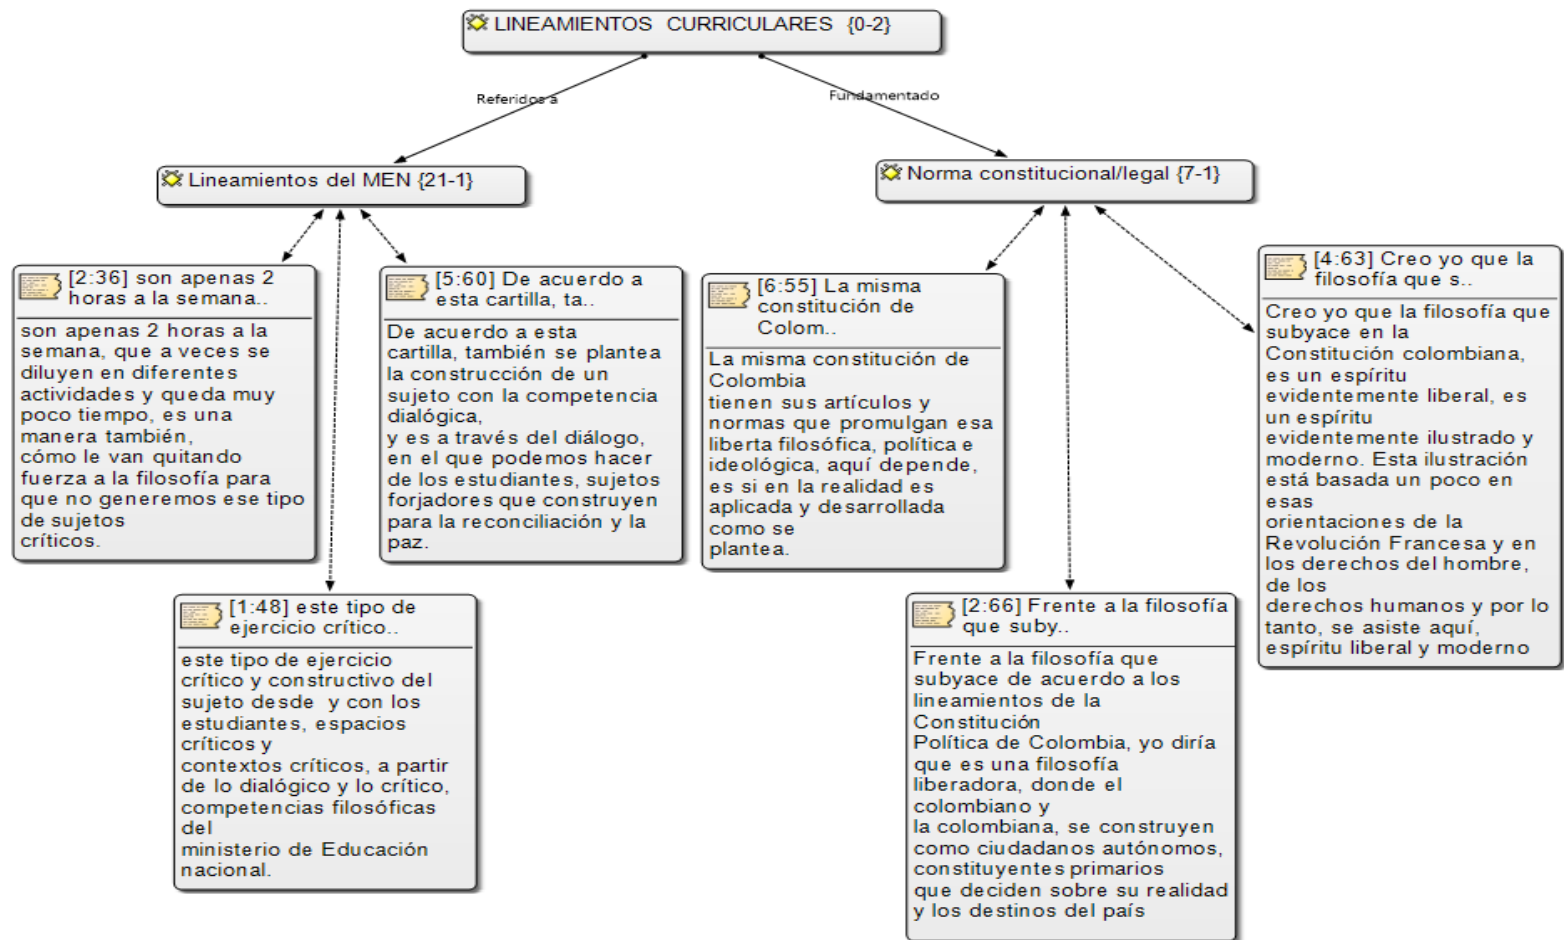 LINEAMIENTOS CURRICULARES {0-2}
Referidos a
Fundamentado
Lineamientos del MEN {21-1}
Norma constitucional/legal {7-1}
[2:36] son apenas 2
horas a la semana..
son apenas 2 horas a la
semana, que a veces se
diluyen en diferentes
actividades y queda muy
poco tiempo, es una
manera también,
cómo le van quitando
fuerza a la filosofía para
que no generemos ese tipo
de sujetos
críticos.
[5:60] De acuerdo a
esta cartilla, ta..
De acuerdo a esta
cartilla, también se plantea
la construcción de un
sujeto con la competencia
dialógica,
y es a través del diálogo,
en el que podemos hacer
de los estudiantes, sujetos
forjadores que construyen
para la reconciliación y la
paz.
[6:55] La misma
constitución de
Colom..
La misma constitución de
Colombia
tienen sus artículos y
normas que promulgan esa
liberta filosófica, política e
ideológica, aquí depende,
es si en la realidad es
aplicada y desarrollada
como se
plantea.
[4:63] Creo yo que la
filosofía que s..
Creo yo que la filosofía que
subyace en la
Constitución colombiana,
es un espíritu
evidentemente liberal, es
un espíritu
evidentemente ilustrado y
moderno. Esta ilustración
está basada un poco en
esas
orientaciones de la
Revolución Francesa y en
los derechos del hombre,
de los
derechos humanos y por lo
tanto, se asiste aquí,
espíritu liberal y moderno
[1:48] este tipo de
ejercicio crítico..
este tipo de ejercicio
crítico y constructivo del
sujeto desde y con los
estudiantes, espacios
críticos y
contextos críticos, a partir
de lo dialógico y lo crítico,
competencias filosóficas
del
ministerio de Educación
nacional.
[2:66] Frente a la filosofía
que suby..
Frente a la filosofía que
subyace de acuerdo a los
lineamientos de la
Constitución
Política de Colombia, yo diría
que es una filosofía
liberadora, donde el
colombiano y
la colombiana, se construyen
como ciudadanos autónomos,
constituyentes primarios
que deciden sobre su realidad
y los destinos del país